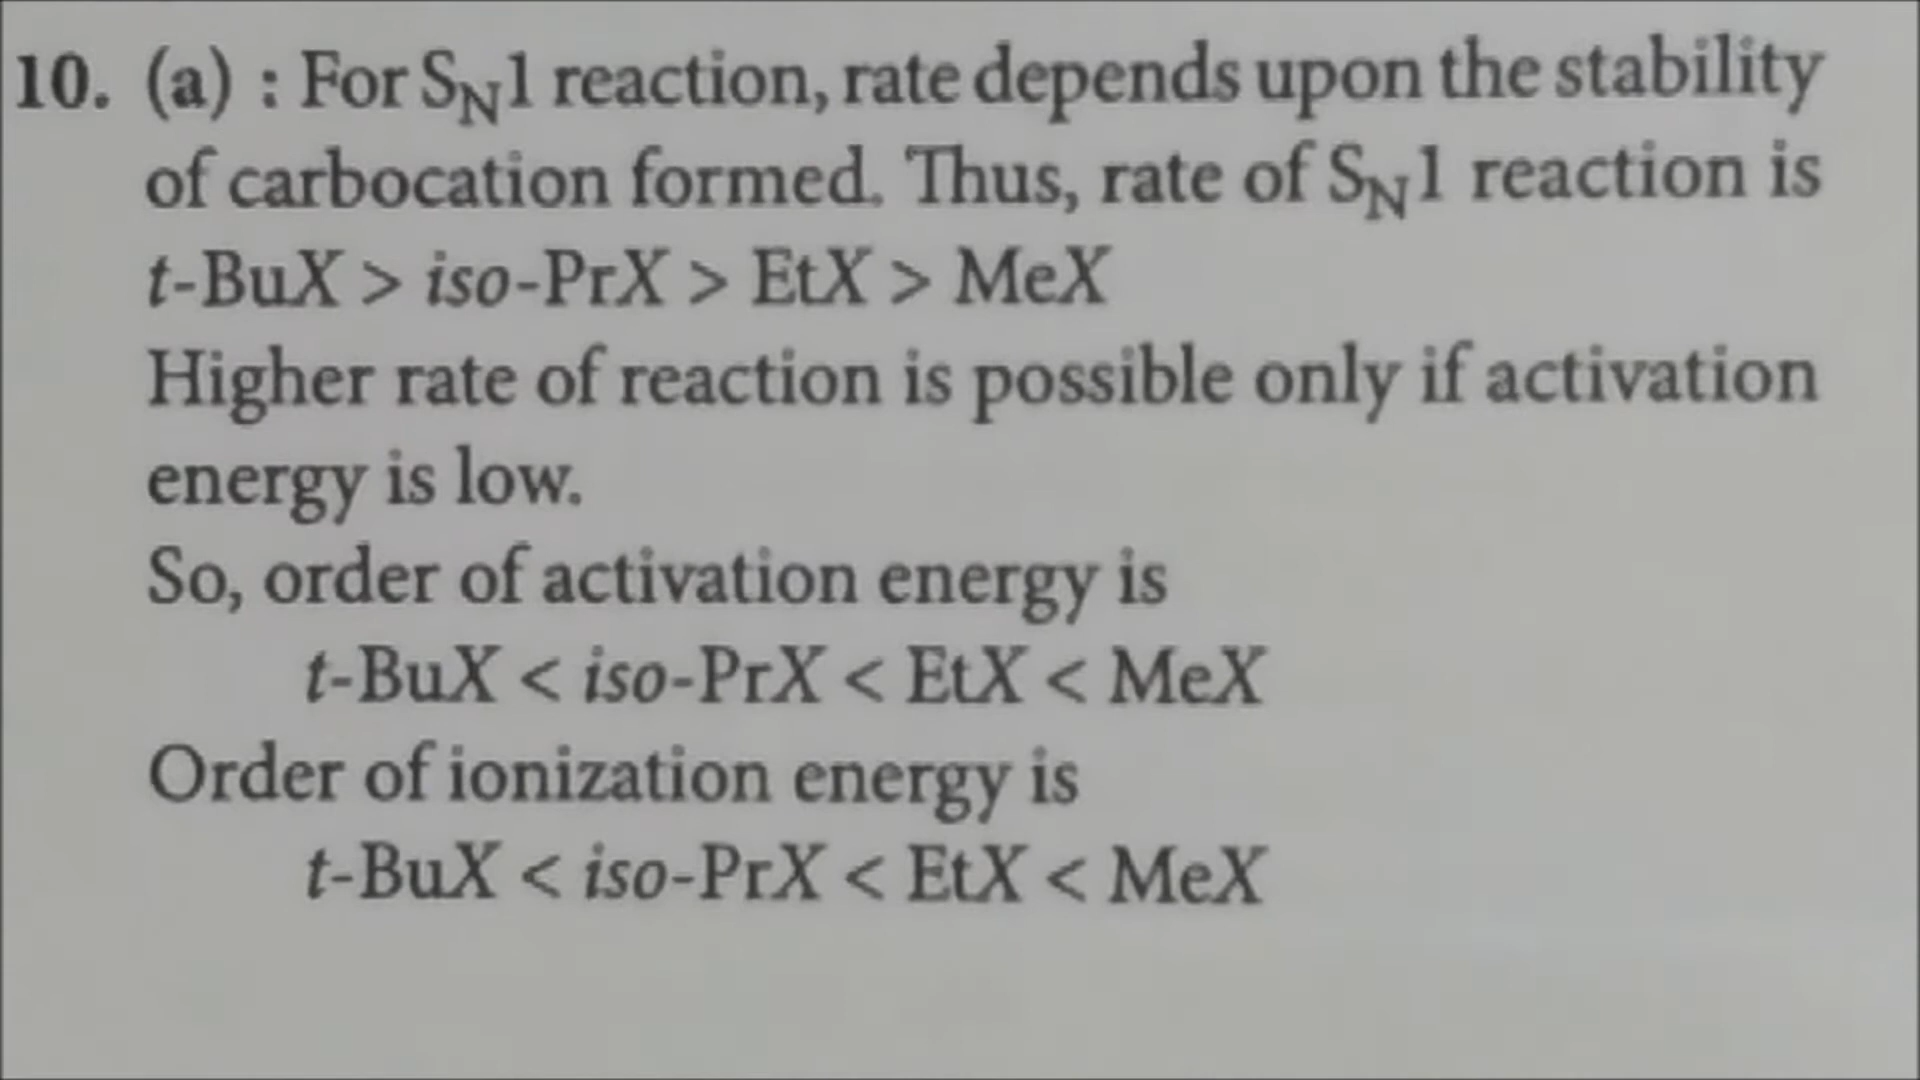 10. (a) : For SN1 reaction, rate depends upon the stability
of carbocation formed. Thus, rate of SN1 reaction is
t-BuX > iso-PrX > EtX > MeX
Higher rate of reaction is possible only if activation
energy is low.
So, order of activation energy is
t-BuX < iso-PrX < EtX < MeX
Order of ionization energy is
t-BuX < iso-PrX < EtX < MeX